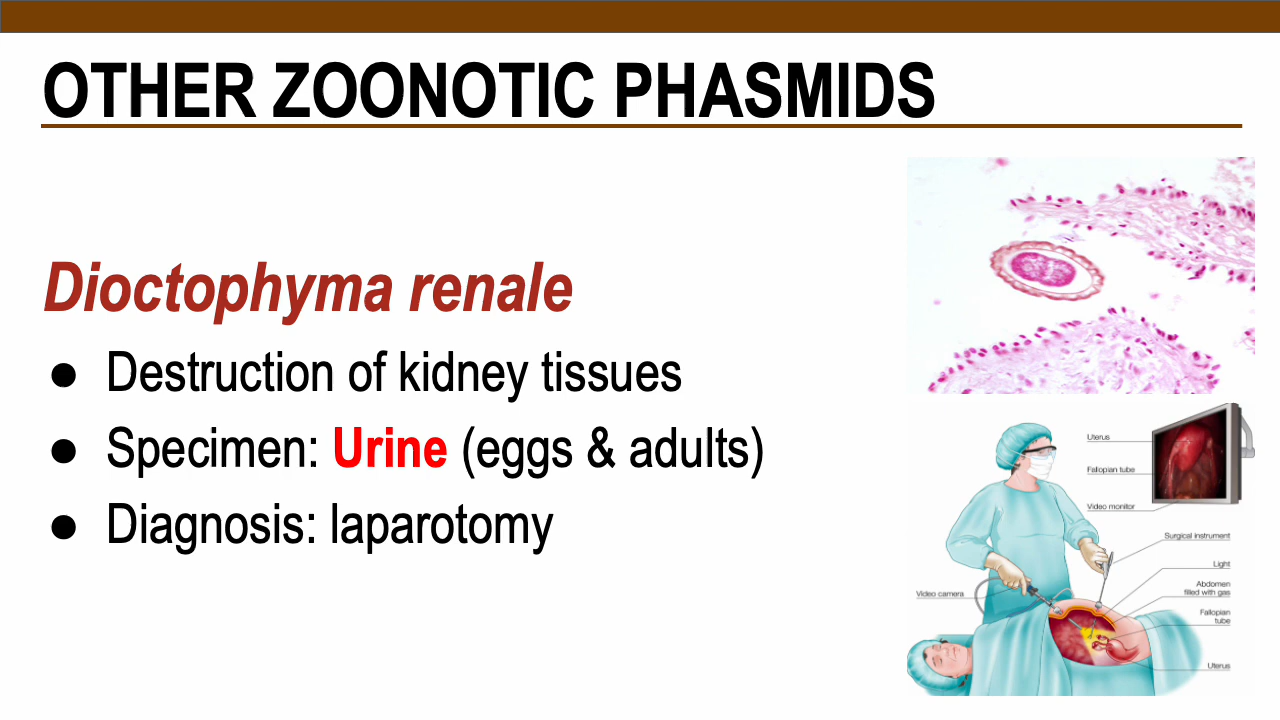 OTHER ZOONOTIC PHASMIDS
Dioctophyma renale
● Destruction of kidney tissues
● Specimen: Urine (eggs & adults)
● Diagnosis: laparotomy
Uterus
Fallopian tube
Video monitor
Surgical instrument
Light
Abdomen
filled with gas
Video camera
Fallopian
tube
Uterus